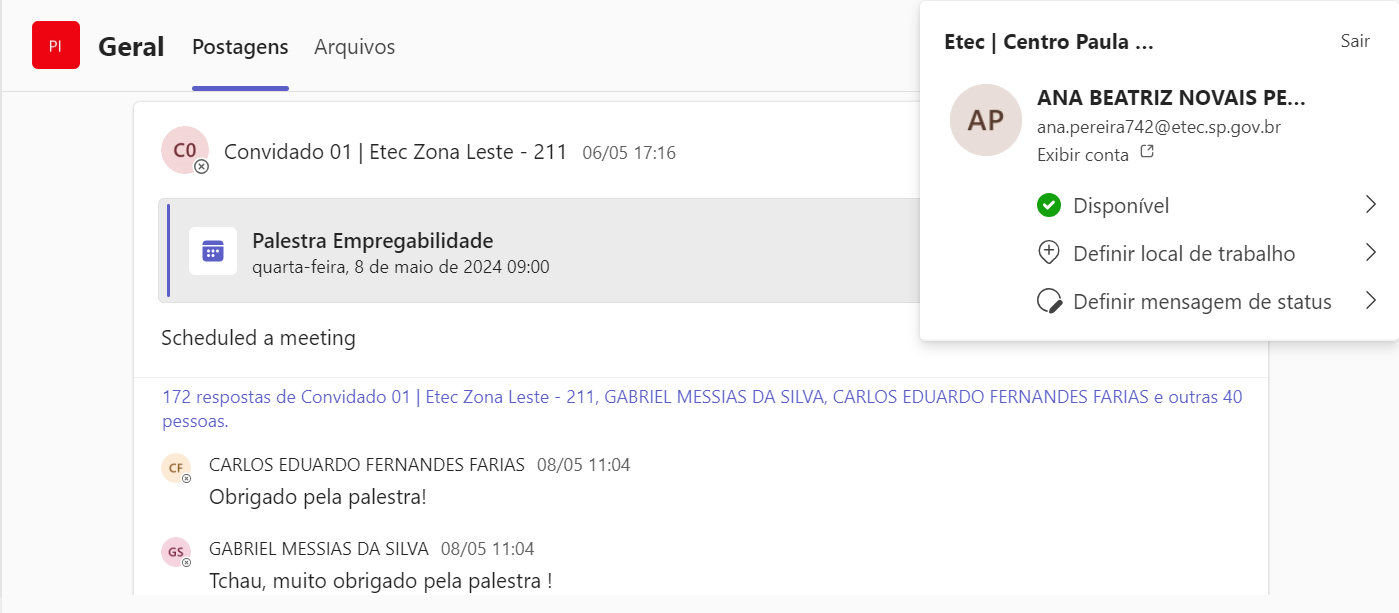 PI
Geral
Postagens
Arquivos
C0
Convidado 01 | Etec Zona Leste - 211 06/05 17:16
Palestra Empregabilidade
quarta-feira, 8 de maio de 2024 09:00
Scheduled a meeting
172 respostas de Convidado 01 | Etec Zona Leste - 211, GABRIEL MESSIAS DA SILVA, CARLOS EDUARDO FERNANDES FARIAS e outras 40
pessoas.
CF
CARLOS EDUARDO FERNANDES FARIAS 08/05 11:04
Obrigado pela palestra!
GS
GABRIEL MESSIAS DA SILVA 08/05 11:04
Tchau, muito obrigado pela palestra !
Etec | Centro Paula ...
Sair
AP
ANA BEATRIZ NOVAIS PE...
ana.pereira742@etec.sp.gov.br
Exibir conta
Disponível
Definir local de trabalho
Definir mensagem de status